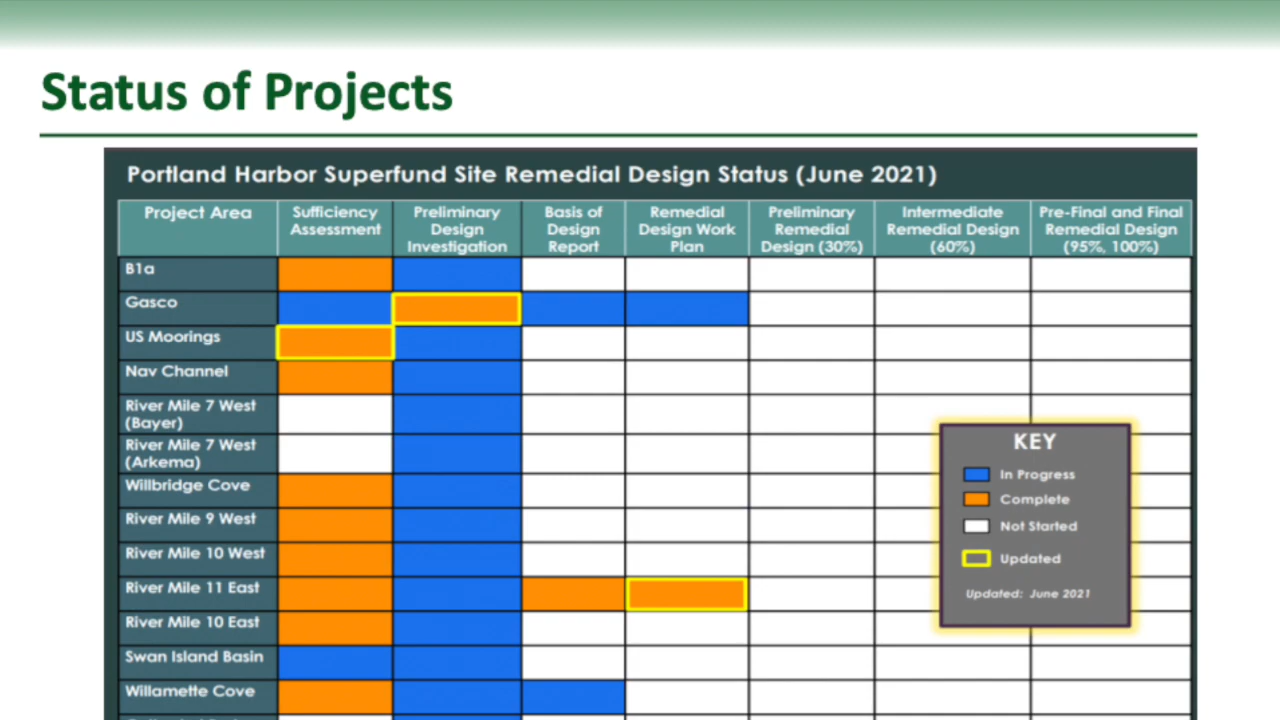 Status of Projects
Portland Harbor Superfund Site Remedial Design Status (June 2021)
Project Area
Sufficiency
Assessment
Preliminary
Design
Investigation
Basis of
Design
Report
Remedial
Design Work
Plan
Preliminary
Remedial
Design (30%)
Intermediate
Remedial Design
(60%)
Pre-Final and Final
Remedial Design
(95%, 100%)
B1a
Gasco
US Moorings
Nav Channel
River Mile 7 West
(Bayer)
River Mile 7 West
(Arkema)
Willbridge Cove
River Mile 9 West
River Mile 10 West
River Mile 11 East
River Mile 10 East
Swan Island Basin
Willamette Cove
KEY
In Progress
Complete
Not Started
Updated
Updated: June 2021